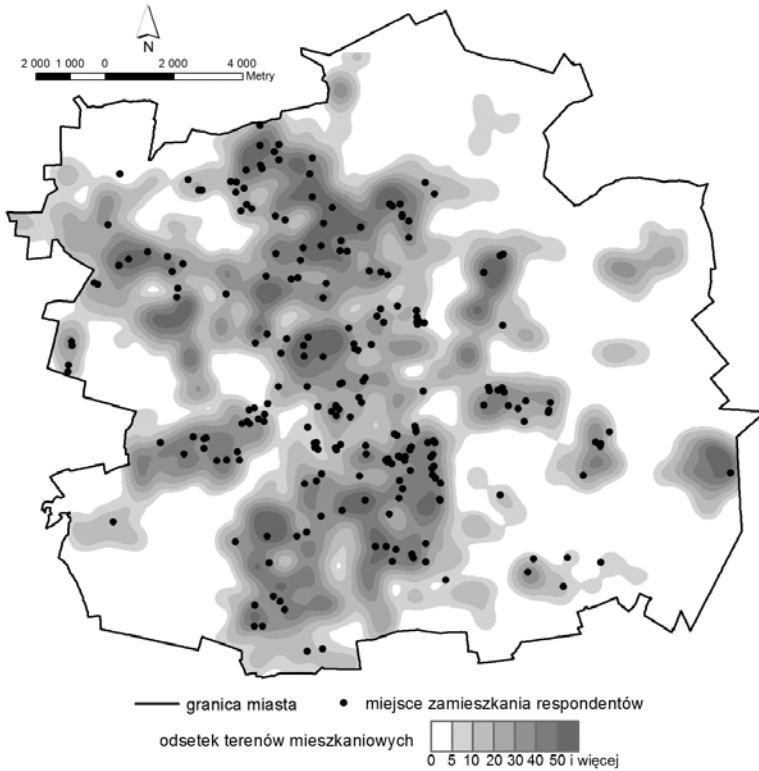 N
2 000 1 000 0 2 000 4 000
Metry
granica miasta miejsce zamieszkania respondentów
odsetek terenów mieszkaniowych
0 5 10 20 30 40 50 i więcej